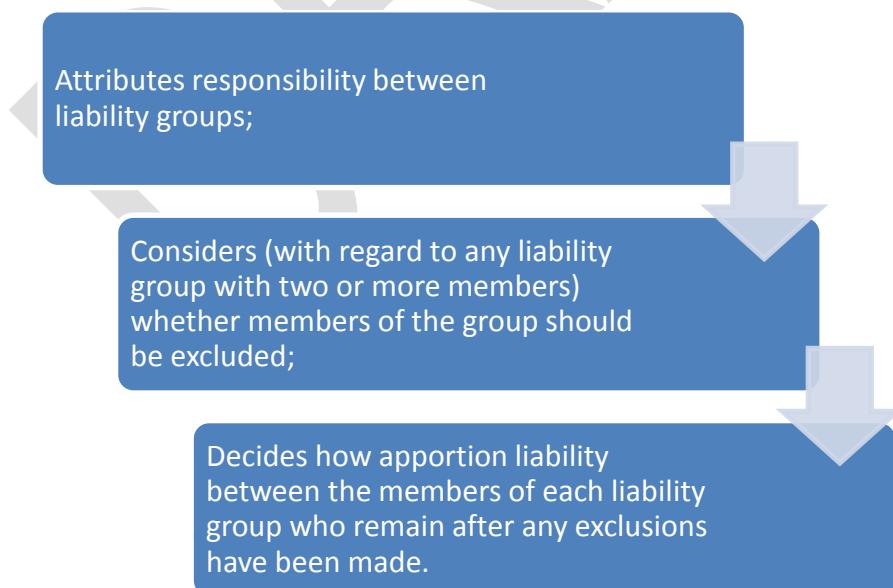 Attributes responsibility between
liability groups;
Considers (with regard to any liability
group with two or more members)
whether members of the group should
be excluded;
Decides how apportion liability
between the members of each liability
group who remain after any exclusions
have been made.